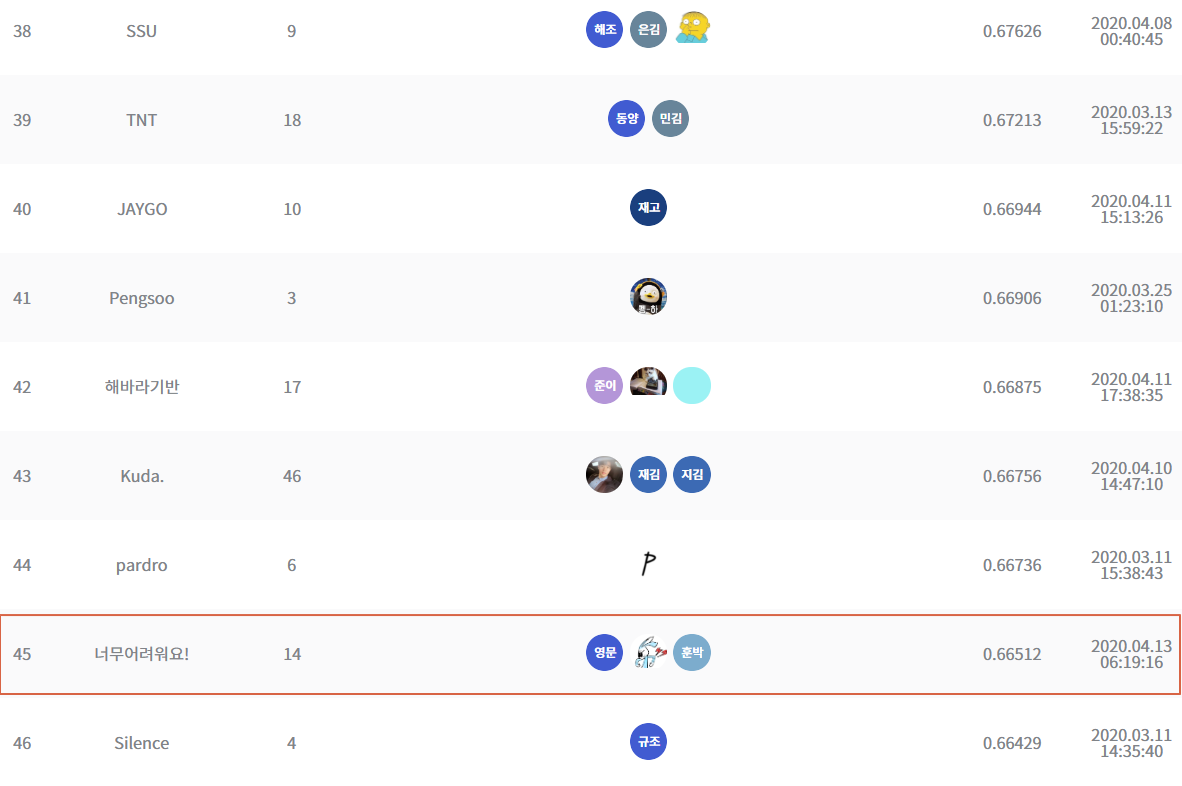 38 SSU 9 해조 은김 0.67626 2020.04.08 00:40:45
39 TNT 18 동양 민김 0.67213 2020.03.13 15:59:22
40 JAYGO 10 재고 0.66944 2020.04.11 15:13:26
41 Pengsoo 3 펭-하 0.66906 2020.03.25 01:23:10
42 해바라기반 17 준이 0.66875 2020.04.11 17:38:35
43 Kuda. 46 재김 지김 0.66756 2020.04.10 14:47:10
44 pardro 6 P 0.66736 2020.03.11 15:38:43
45 너무어려워요! 14 영문 훈박 0.66512 2020.04.13 06:19:16
46 Silence 4 규조 0.66429 2020.03.11 14:35:40